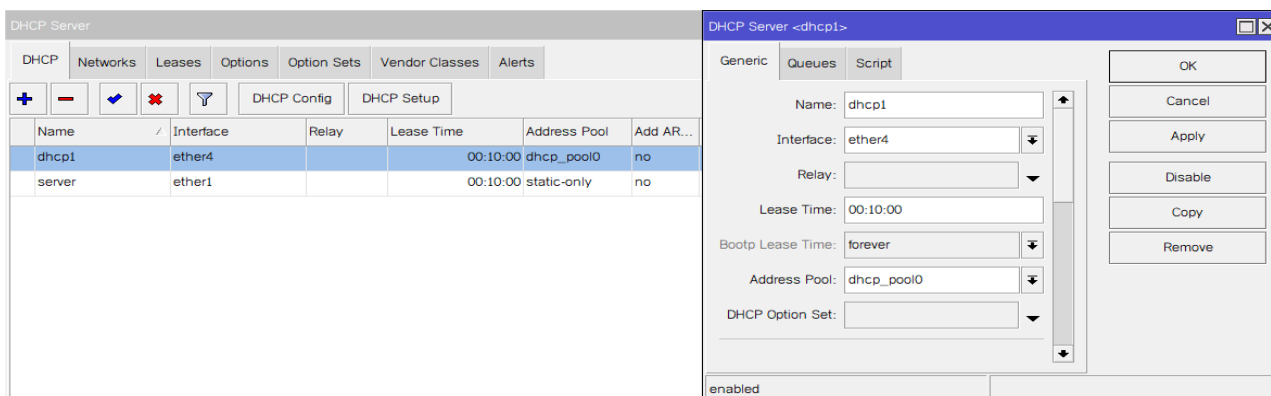 DHCP Server
DHCP Networks Leases Options Option Sets Vendor Classes Alerts
DHCP Config DHCP Setup
Name Interface Relay Lease Time Address Pool Add AR...
dhcp1 ether4 00:10:00 dhcp_pool0 no
server ether1 00:10:00 static-only no
DHCP Server <dhcp1>
Generic Queues Script
Name: dhcp1
Interface: ether4
Relay:
Lease Time: 00:10:00
Bootp Lease Time: forever
Address Pool: dhcp_pool0
DHCP Option Set:
OK
Cancel
Apply
Disable
Copy
Remove
enabled